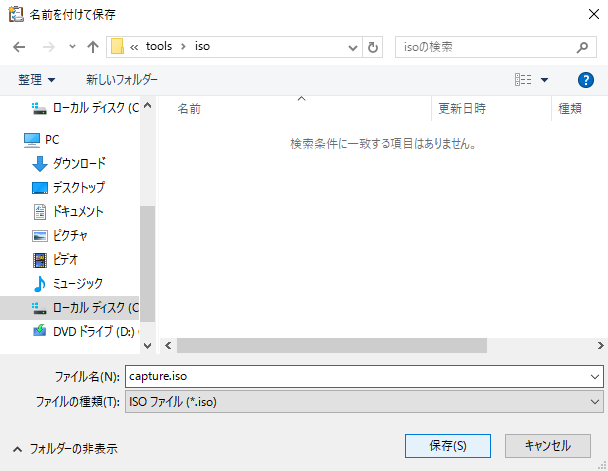 名前を付けて保存
« tools › iso
isoの検索
整理 新しいフォルダー
ローカル ディスク (C
PC
ダウンロード
デスクトップ
ドキュメント
ピクチャ
ビデオ
ミュージック
ローカル ディスク (C
DVD ドライブ (D:)
名前 更新日時 種類
検索条件に一致する項目はありません。
ファイル名(N): capture.iso
ファイルの種類(T): ISO ファイル (*.iso)
フォルダーの非表示 保存(S) キャンセル